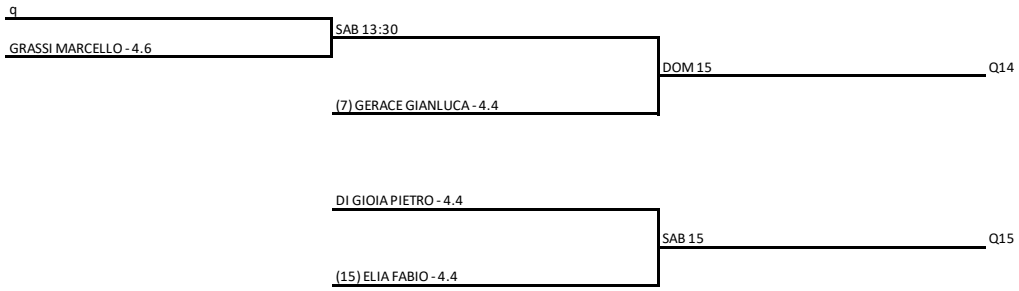 q
SAB 13:30
GRASSI MARCELLO - 4.6
DOM 15
Q14
(7) GERACE GIANLUCA - 4.4
DI GIOIA PIETRO - 4.4
SAB 15
Q15
(15) ELIA FABIO - 4.4